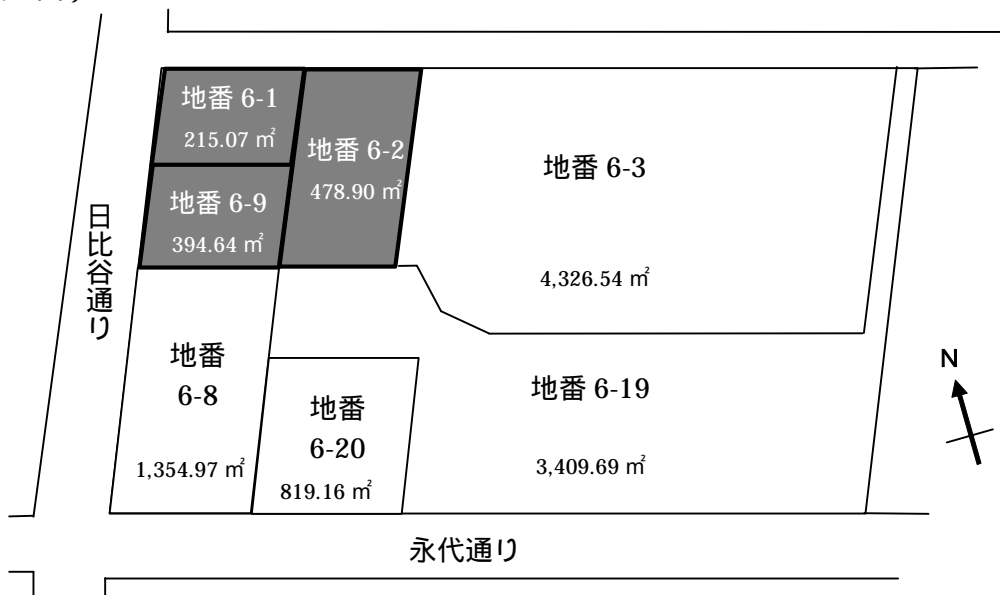 地番 6-1
215.07 ㎡
地番 6-2
478.90 ㎡
地番 6-9
394.64 ㎡
地番 6-3
4,326.54 ㎡
日比谷通り
地番
6-8
1,354.97 ㎡
地番
6-20
819.16 ㎡
地番 6-19
3,409.69 ㎡
N
永代通り